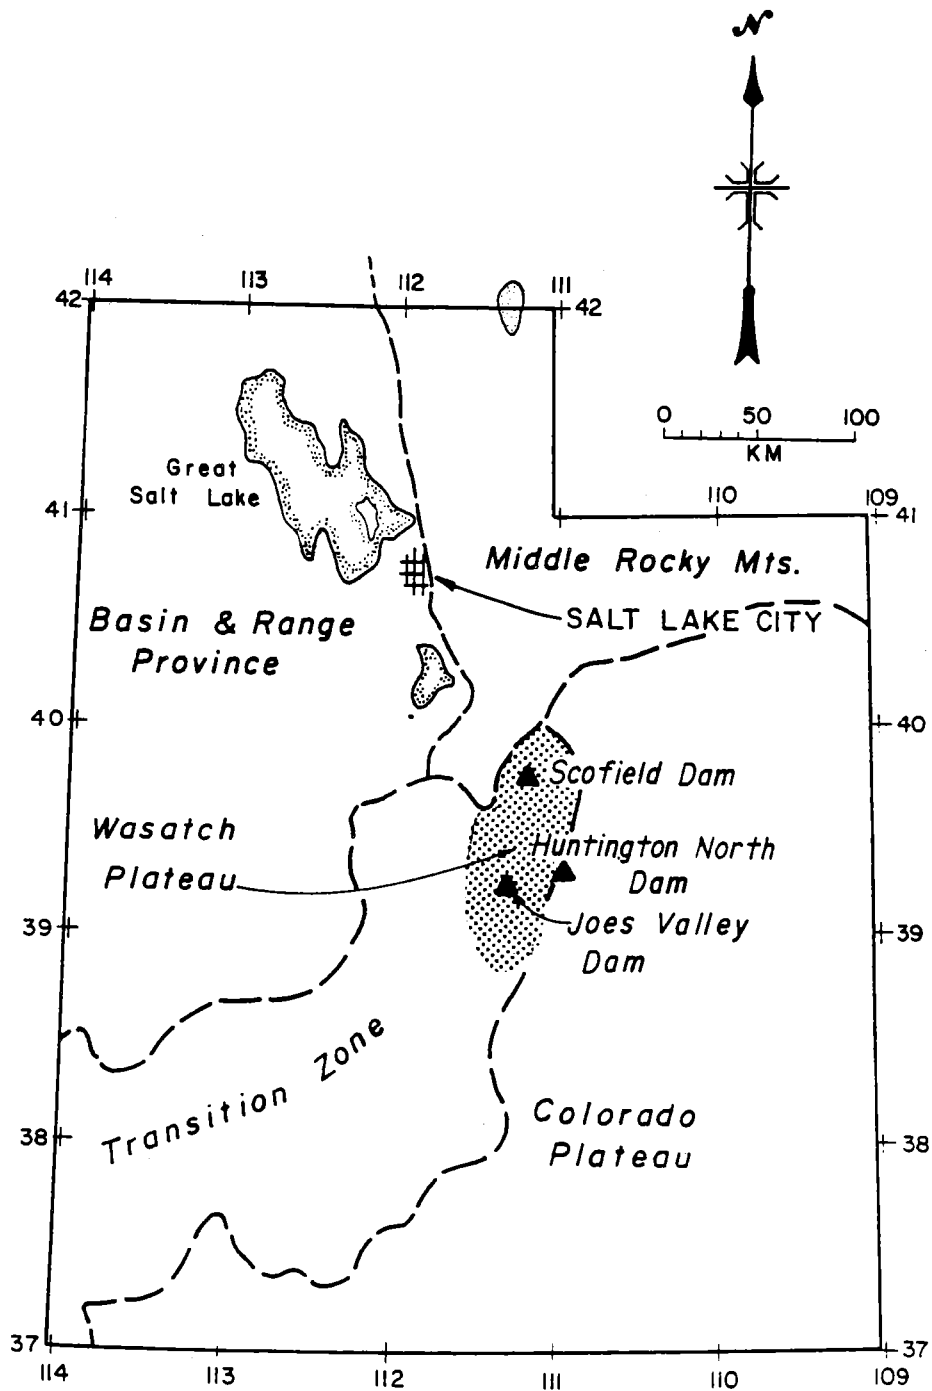 N
114 113 112 111
42 42
0 50 100
KM
Great
Salt Lake
110 109
41 41
Middle Rocky Mts.
SALT LAKE CITY
Basin & Range
Province
40 40
Scofield Dam
Wasatch
Plateau
Huntington North
Dam
39 39
Joes Valley
Dam
Transition Zone
Colorado
Plateau
38 38
37 37
114 113 112 111 110 109